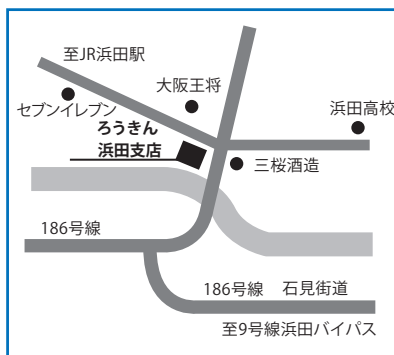 至JR浜田駅
大阪王将
セブンイレブン
浜田高校
ろうきん
浜田支店
三桜酒造
186号線
186号線 石見街道
至9号線浜田バイパス